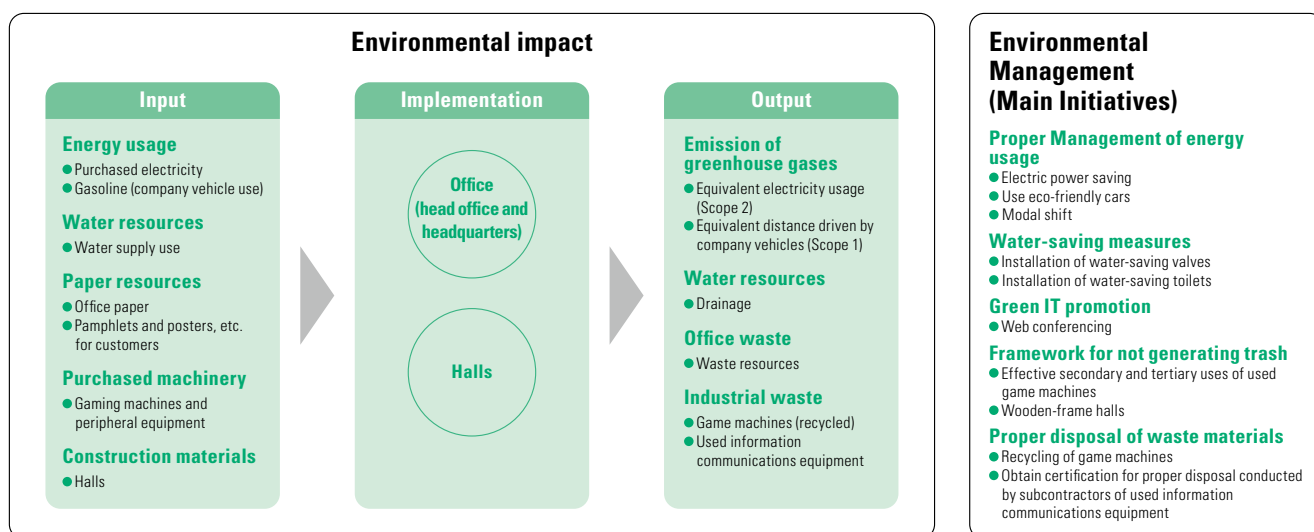 Environmental impact
Input
Energy usage
● Purchased electricity
● Gasoline (company vehicle use)
Water resources
● Water supply use
Paper resources
● Office paper
● Pamphlets and posters, etc.
for customers
Purchased machinery
● Gaming machines and
peripheral equipment
Construction materials
● Halls
Implementation
Office
(head office and
headquarters)
Halls
Output
Emission of
greenhouse gases
● Equivalent electricity usage
(Scope 2)
● Equivalent distance driven by
company vehicles (Scope 1)
Water resources
● Drainage
Office waste
● Waste resources
Industrial waste
● Game machines (recycled)
● Used information
communications equipment
Environmental
Management
(Main Initiatives)
Proper Management of energy
usage
● Electric power saving
● Use eco-friendly cars
● Modal shift
Water-saving measures
● Installation of water-saving valves
● Installation of water-saving toilets
Green IT promotion
● Web conferencing
Framework for not generating trash
● Effective secondary and tertiary uses of used
game machines
● Wooden-frame halls
Proper disposal of waste materials
● Recycling of game machines
● Obtain certification for proper disposal conducted
by subcontractors of used information
communications equipment